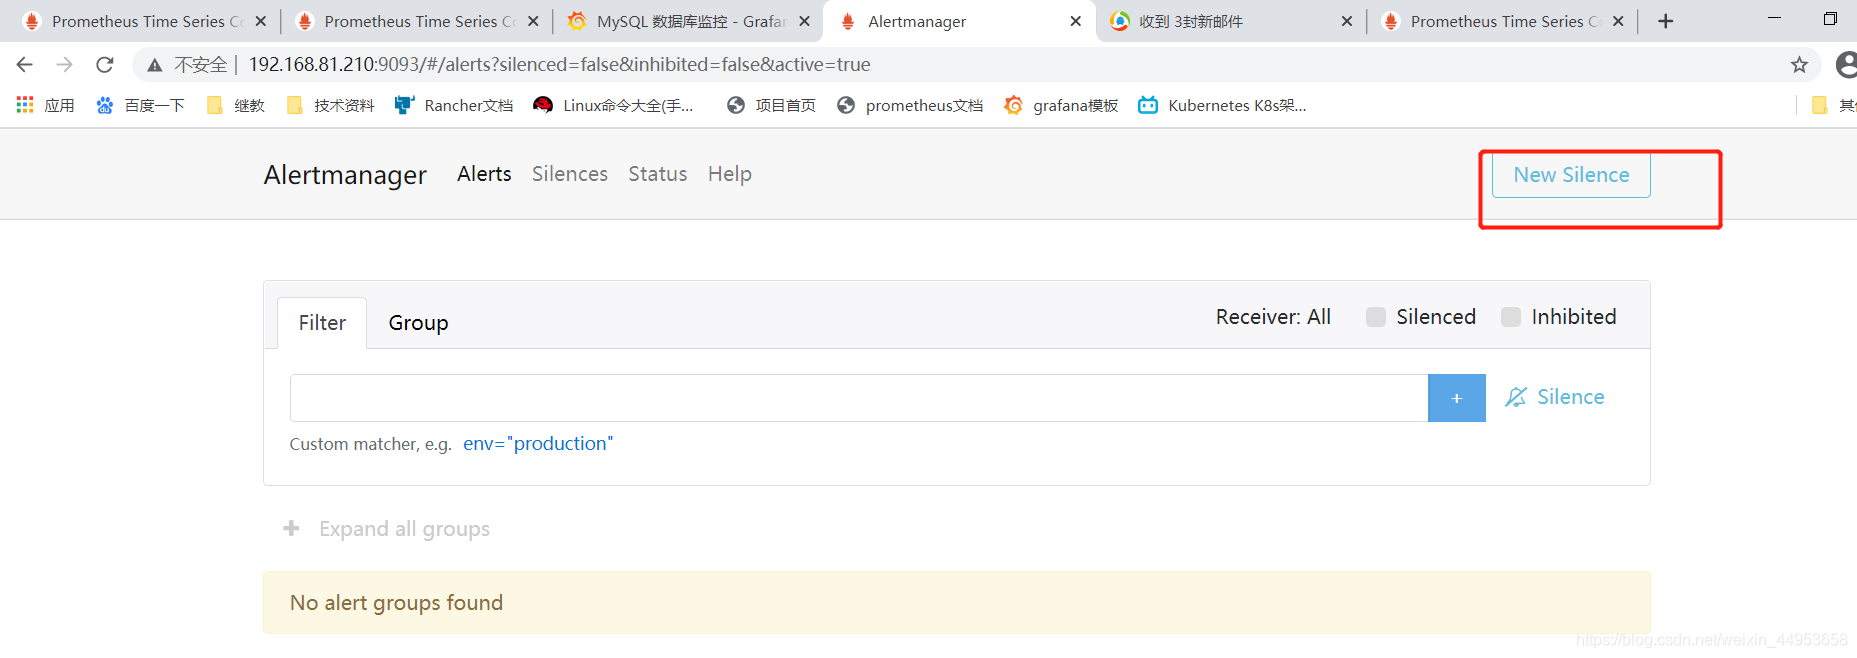 Prometheus Time Series Co
Prometheus Time Series Co
MySQL 数据库监控 - Grafan
Alertmanager
收到 3封新邮件
Prometheus Time Series Co
不安全 | 192.168.81.210:9093/#/alerts?silenced=false&inhibited=false&active=true
应用 百度一下 继教 技术资料 Rancher文档 Linux命令大全(手... 项目首页 prometheus文档 grafana模板 Kubernetes K8s架... 其他
Alertmanager Alerts Silences Status Help New Silence
Filter Group Receiver: All Silenced Inhibited
+ Silence
Custom matcher, e.g. env="production"
+ Expand all groups
No alert groups found
https://blog.csdn.net/weixin_44953658